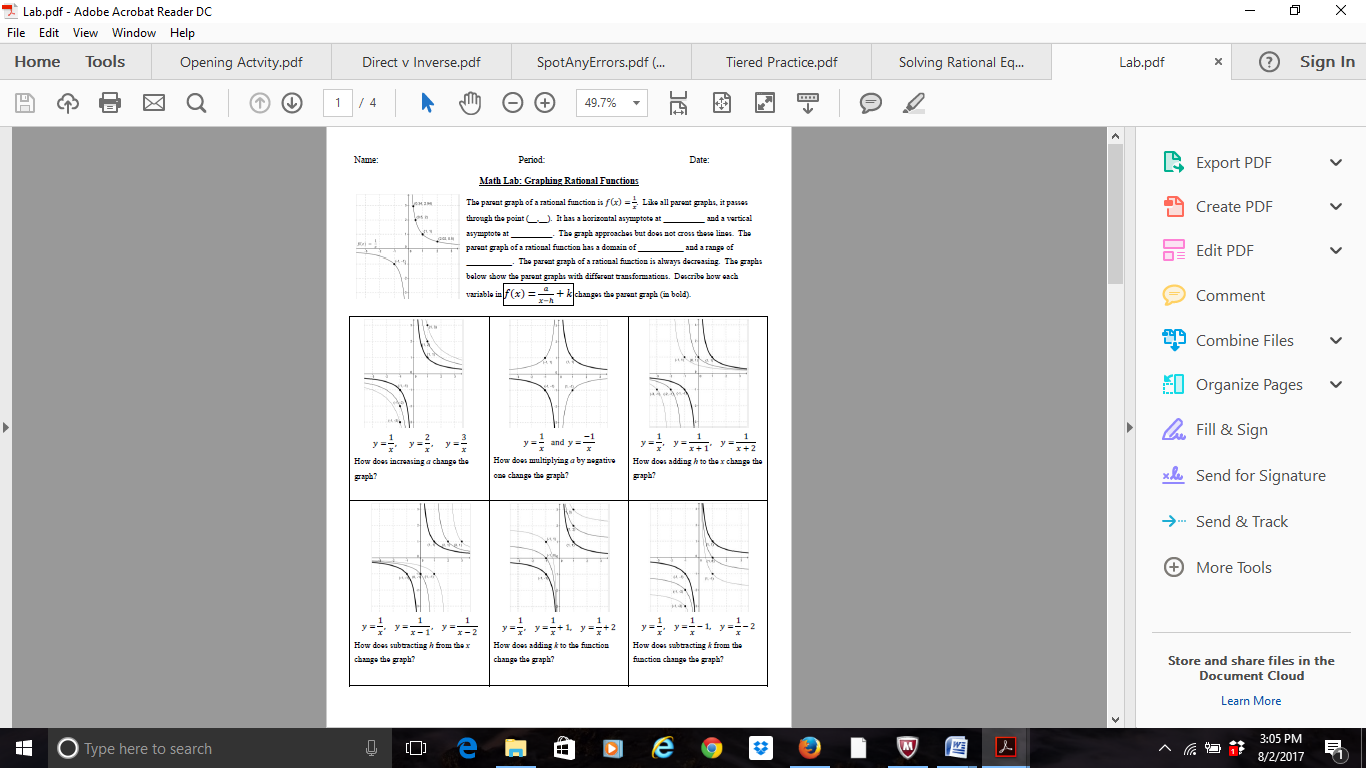 Lab.pdf - Adobe Acrobat Reader DC
File Edit View Window Help
Home Tools Opening Actvity.pdf Direct v Inverse.pdf SpotAnyErrors.pdf (... Tiered Practice.pdf Solving Rational Eq... Lab.pdf × ? Sign In
1 / 4 49.7%
Name: Period: Date:
Math Lab: Graphing Rational Functions
The parent graph of a rational function is f(x) = 1/x. Like all parent graphs, it passes
through the point (__,__). It has a horizontal asymptote at __________ and a vertical
asymptote at __________. The graph approaches but does not cross these lines. The
parent graph of a rational function has a domain of ___________ and a range of
___________. The parent graph of a rational function is always decreasing. The graphs
below show the parent graphs with different transformations. Describe how each
variable in f(x) = a/(x−h) + k changes the parent graph (in bold).
y = 1/x, y = 2/x, y = 3/x
How does increasing a change the
graph?
y = 1/x and y = −1/x
How does multiplying a by negative
one change the graph?
y = 1/x, y = 1/(x + 1), y = 1/(x + 2)
How does adding h to the x change the
graph?
y = 1/x, y = 1/(x − 1), y = 1/(x − 2)
How does subtracting h from the x
change the graph?
y = 1/x, y = 1/x + 1, y = 1/x + 2
How does adding k to the function
change the graph?
y = 1/x, y = 1/x − 1, y = 1/x − 2
How does subtracting k from the
function change the graph?
Export PDF
Create PDF
Edit PDF
Comment
Combine Files
Organize Pages
Fill & Sign
Send for Signature
Send & Track
More Tools
Store and share files in the
Document Cloud
Learn More
Type here to search
3:05 PM
8/2/2017